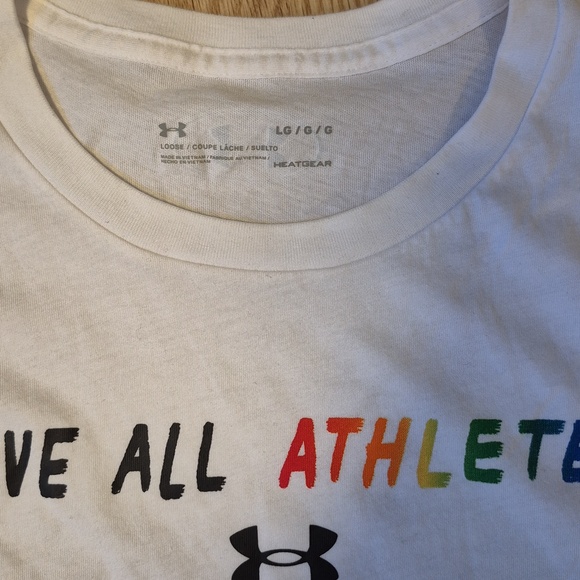 LG / G / G
LOOSE / COUPE LÂCHE / SUELTO
MADE IN VIETNAM / FABRIQUÉ AU VIETNAM /
HECHO EN VIETNAM
HEATGEAR
VE ALL ATHLETE